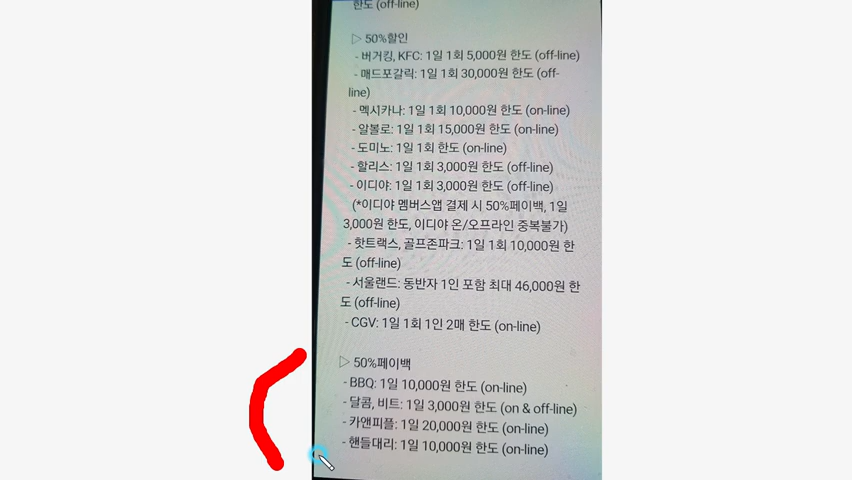 한도 (off-line)
▷ 50%할인
- 버거킹, KFC: 1일 1회 5,000원 한도 (off-line)
- 매드포갈릭: 1일 1회 30,000원 한도 (off-
line)
- 멕시카나: 1일 1회 10,000원 한도 (on-line)
- 알볼로: 1일 1회 15,000원 한도 (on-line)
- 도미노: 1일 1회 한도 (on-line)
- 할리스: 1일 1회 3,000원 한도 (off-line)
- 이디야: 1일 1회 3,000원 한도 (off-line)
(*이디야 멤버스앱 결제 시 50%페이백, 1일
3,000원 한도, 이디야 온/오프라인 중복불가)
- 핫트랙스, 골프존파크: 1일 1회 10,000원 한
도 (off-line)
- 서울랜드: 동반자 1인 포함 최대 46,000원 한
도 (off-line)
- CGV: 1일 1회 1인 2매 한도 (on-line)
▷ 50%페이백
- BBQ: 1일 10,000원 한도 (on-line)
- 달콤, 비트: 1일 3,000원 한도 (on & off-line)
- 카앤피플: 1일 20,000원 한도 (on-line)
- 핸들대리: 1일 10,000원 한도 (on-line)